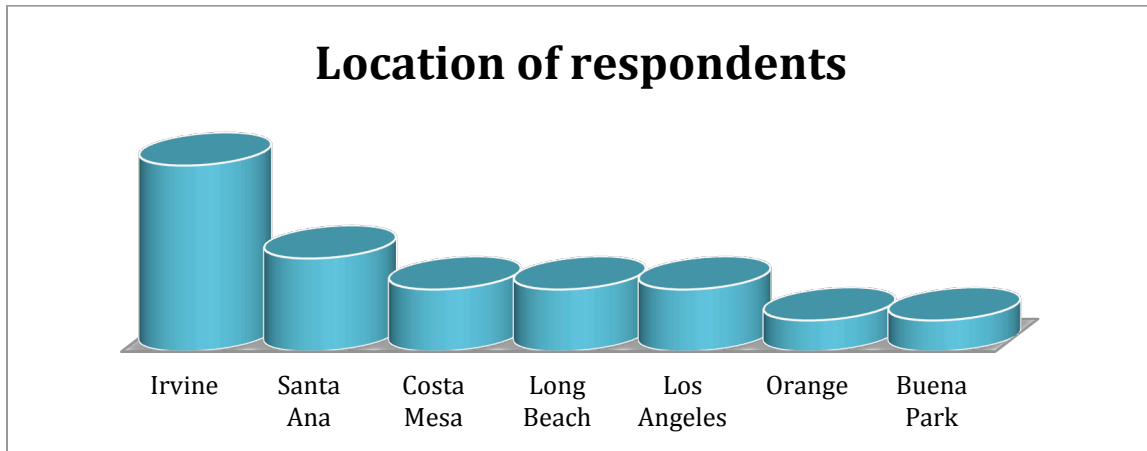 Location of respondents
Irvine
Santa
Ana
Costa
Mesa
Long
Beach
Los
Angeles
Orange
Buena
Park